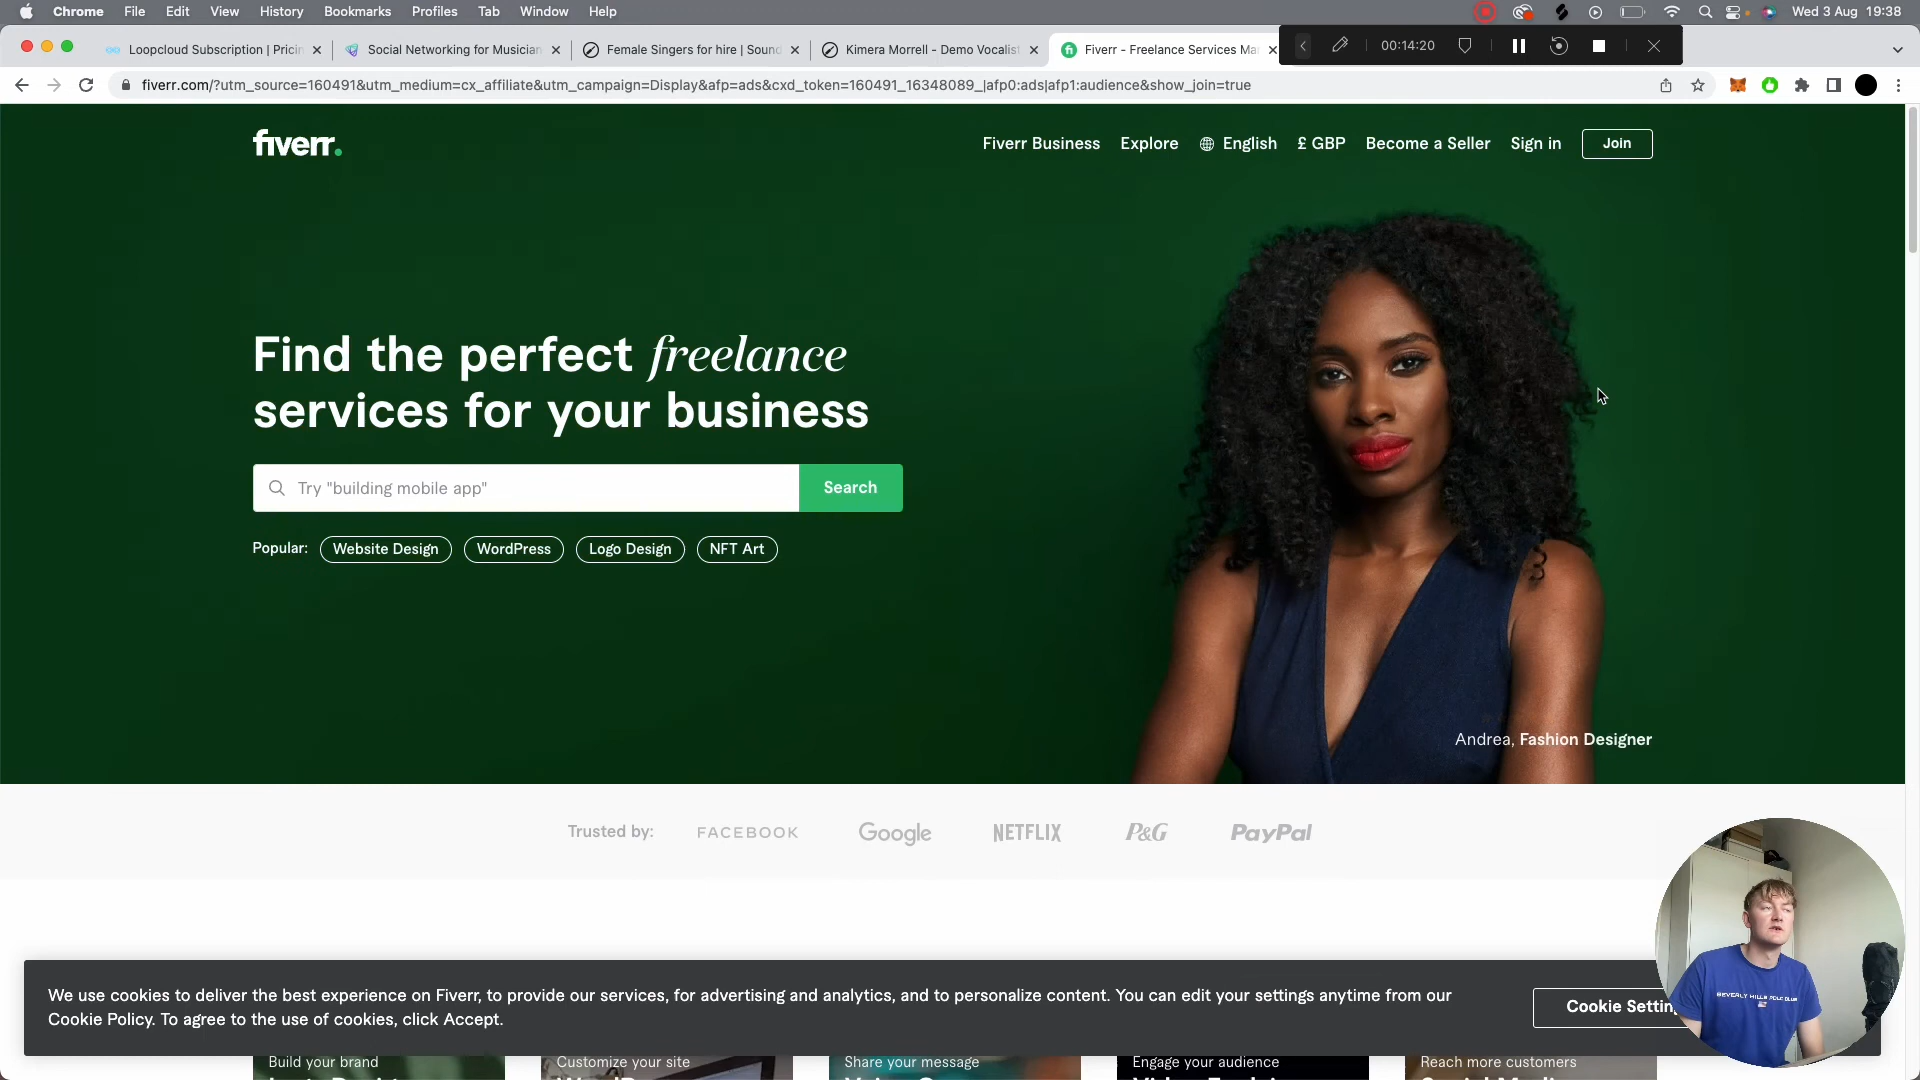 Chrome File Edit View History Bookmarks Profiles Tab Window Help Wed 3 Aug 19:38
Loopcloud Subscription | Pricin Social Networking for Musician Female Singers for hire | Sound Kimera Morrell - Demo Vocalist Fiverr - Freelance Services Ma 00:14:20
fiverr.com/?utm_source=160491&utm_medium=cx_affiliate&utm_campaign=Display&afp=ads&cxd_token=160491_16348089_|afp0:ads|afp1:audience&show_join=true
fiverr. Fiverr Business Explore English £ GBP Become a Seller Sign in Join
Find the perfect freelance
services for your business
Try "building mobile app" Search
Popular: Website Design WordPress Logo Design NFT Art
Andrea, Fashion Designer
Trusted by: FACEBOOK Google NETFLIX P&G PayPal
We use cookies to deliver the best experience on Fiverr, to provide our services, for advertising and analytics, and to personalize content. You can edit your settings anytime from our
Cookie Policy. To agree to the use of cookies, click Accept.
Cookie Settin
BEVERLY HILLS POLO CLUB
Build your brand Customize your site Share your message Engage your audience Reach more customers